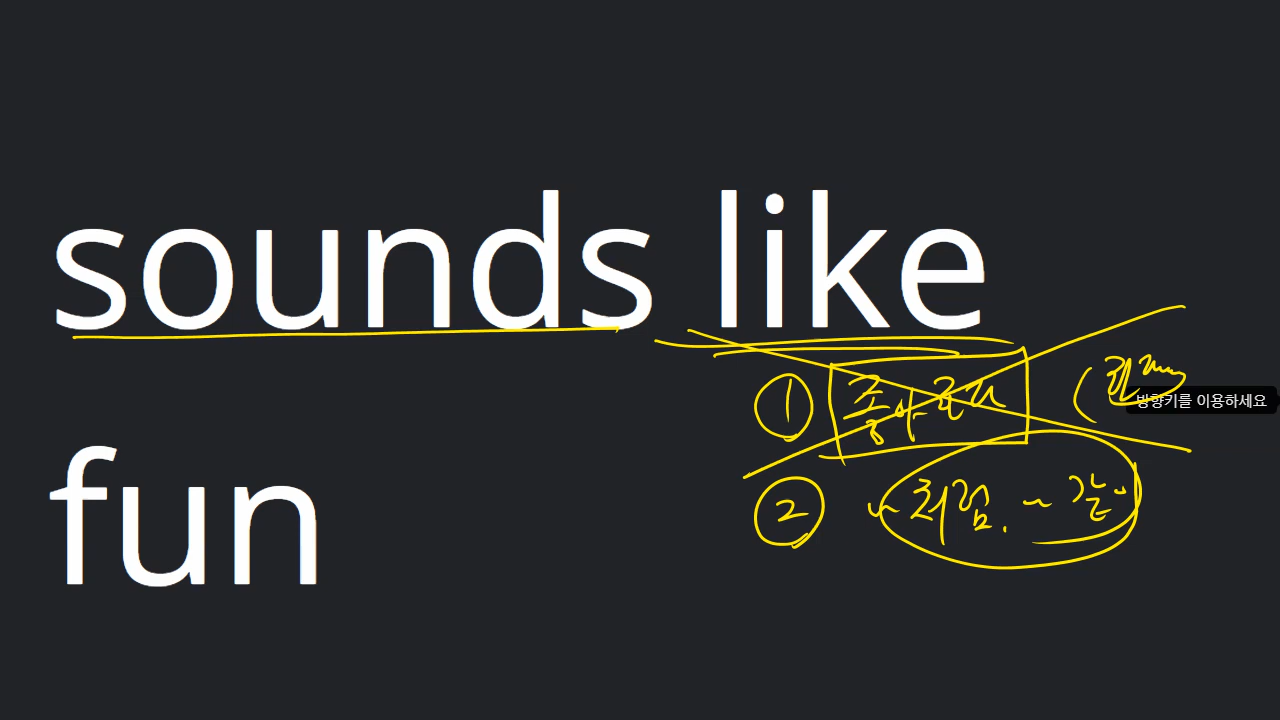 sounds like
fun
① 좋아하다
방향키를 이용하세요
② ~처럼. ~같이